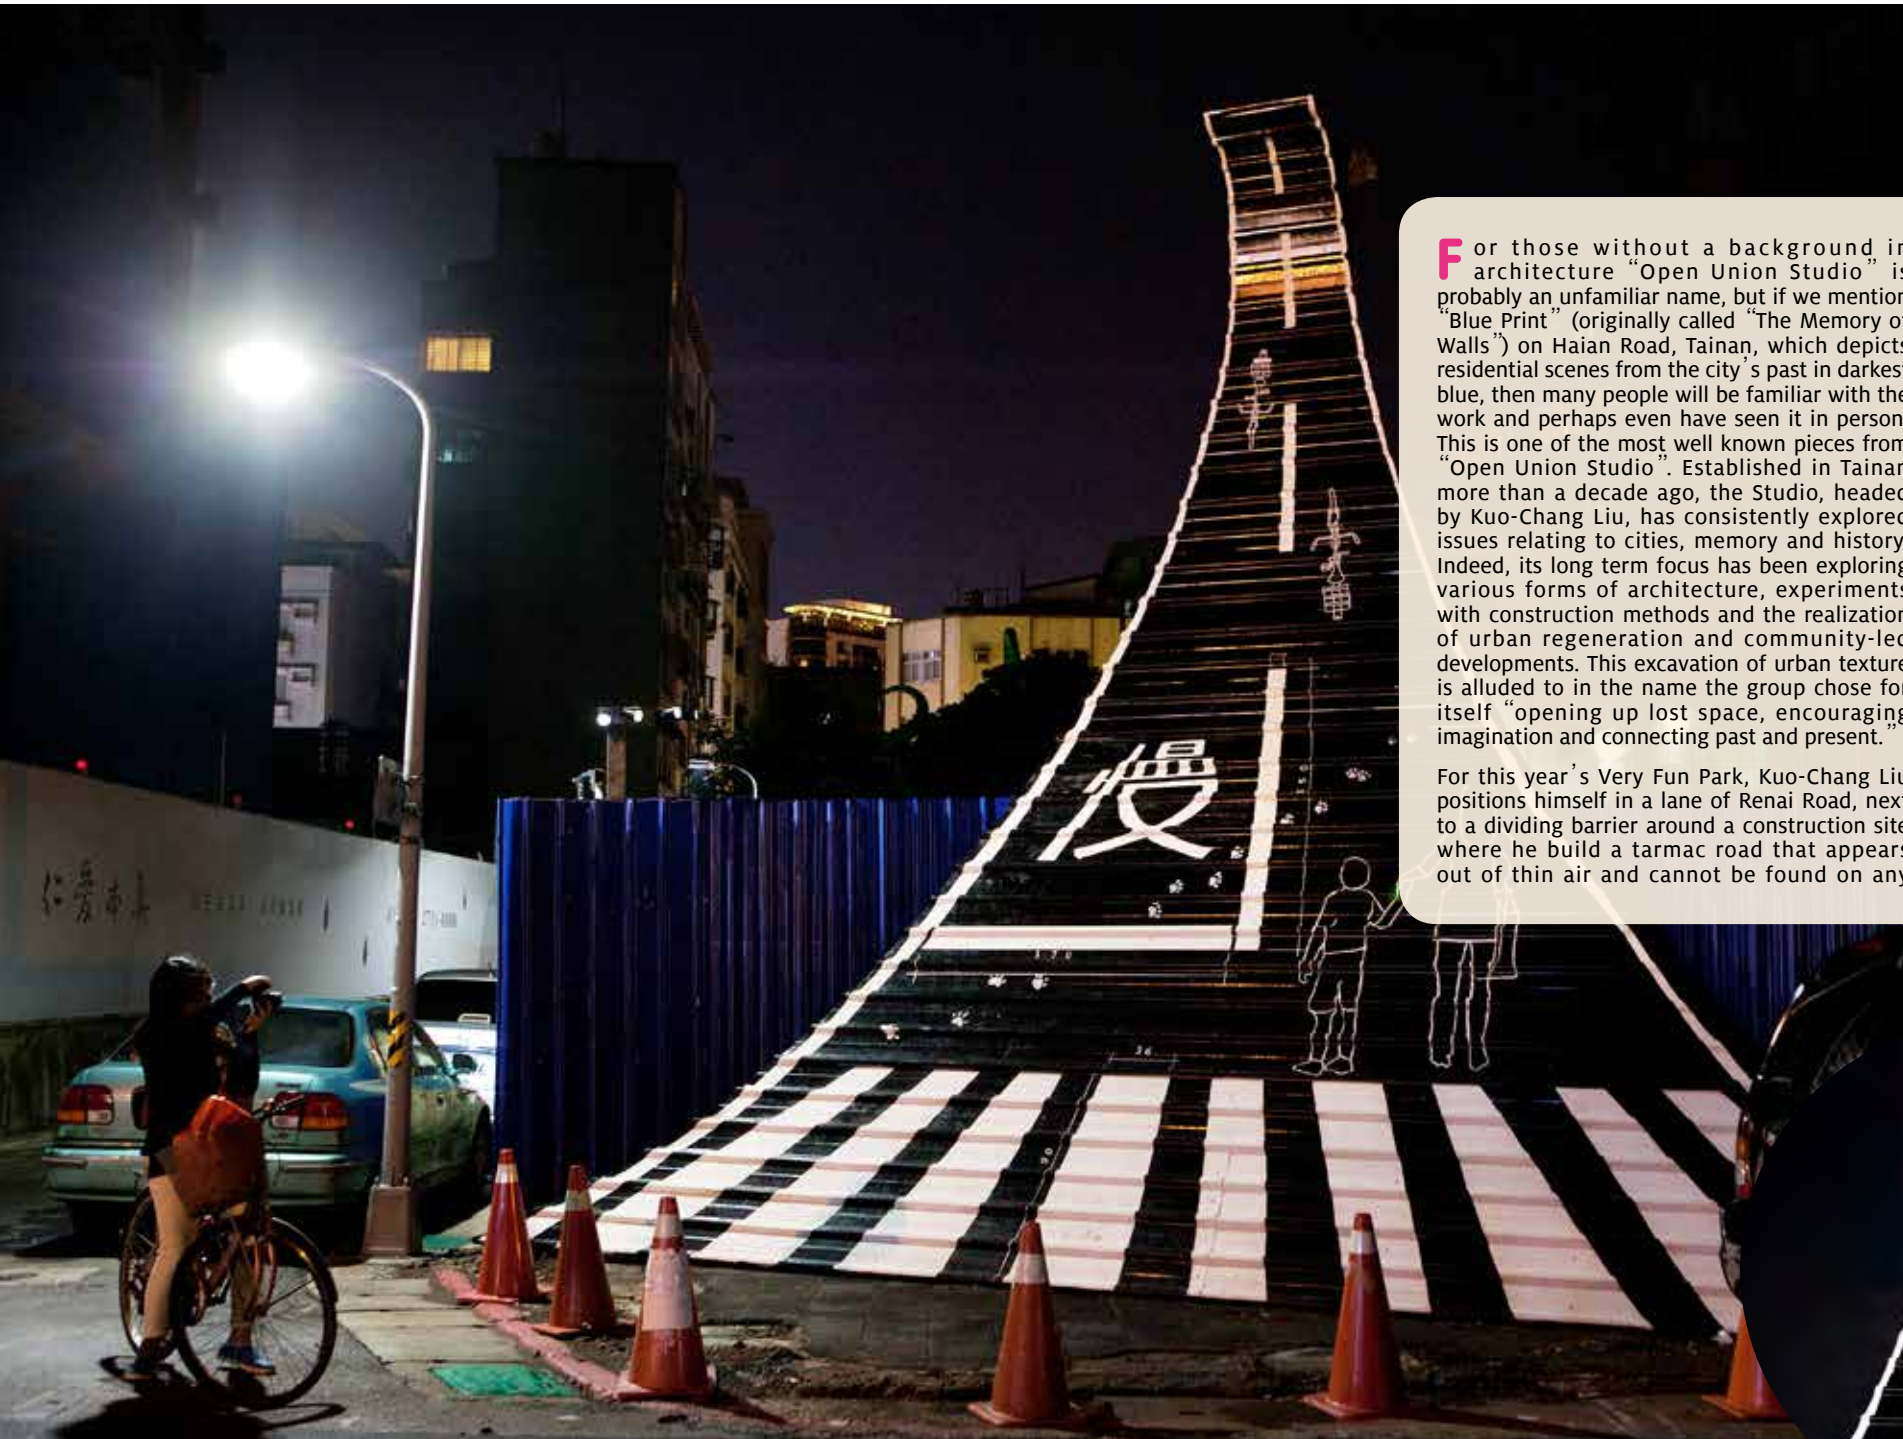 For those without a background in
architecture “Open Union Studio” is
probably an unfamiliar name, but if we mention
“Blue Print” (originally called “The Memory of
Walls”) on Haian Road, Tainan, which depicts
residential scenes from the city’s past in darkest
blue, then many people will be familiar with the
work and perhaps even have seen it in person.
This is one of the most well known pieces from
“Open Union Studio”. Established in Tainan
more than a decade ago, the Studio, headed
by Kuo-Chang Liu, has consistently explored
issues relating to cities, memory and history.
Indeed, its long term focus has been exploring
various forms of architecture, experiments
with construction methods and the realization
of urban regeneration and community-led
developments. This excavation of urban texture
is alluded to in the name the group chose for
itself “opening up lost space, encouraging
imagination and connecting past and present.”
For this year’s Very Fun Park, Kuo-Chang Liu
positions himself in a lane of Renai Road, next
to a dividing barrier around a construction site
where he build a tarmac road that appears
out of thin air and cannot be found on any
慢
仁愛
370
36
90